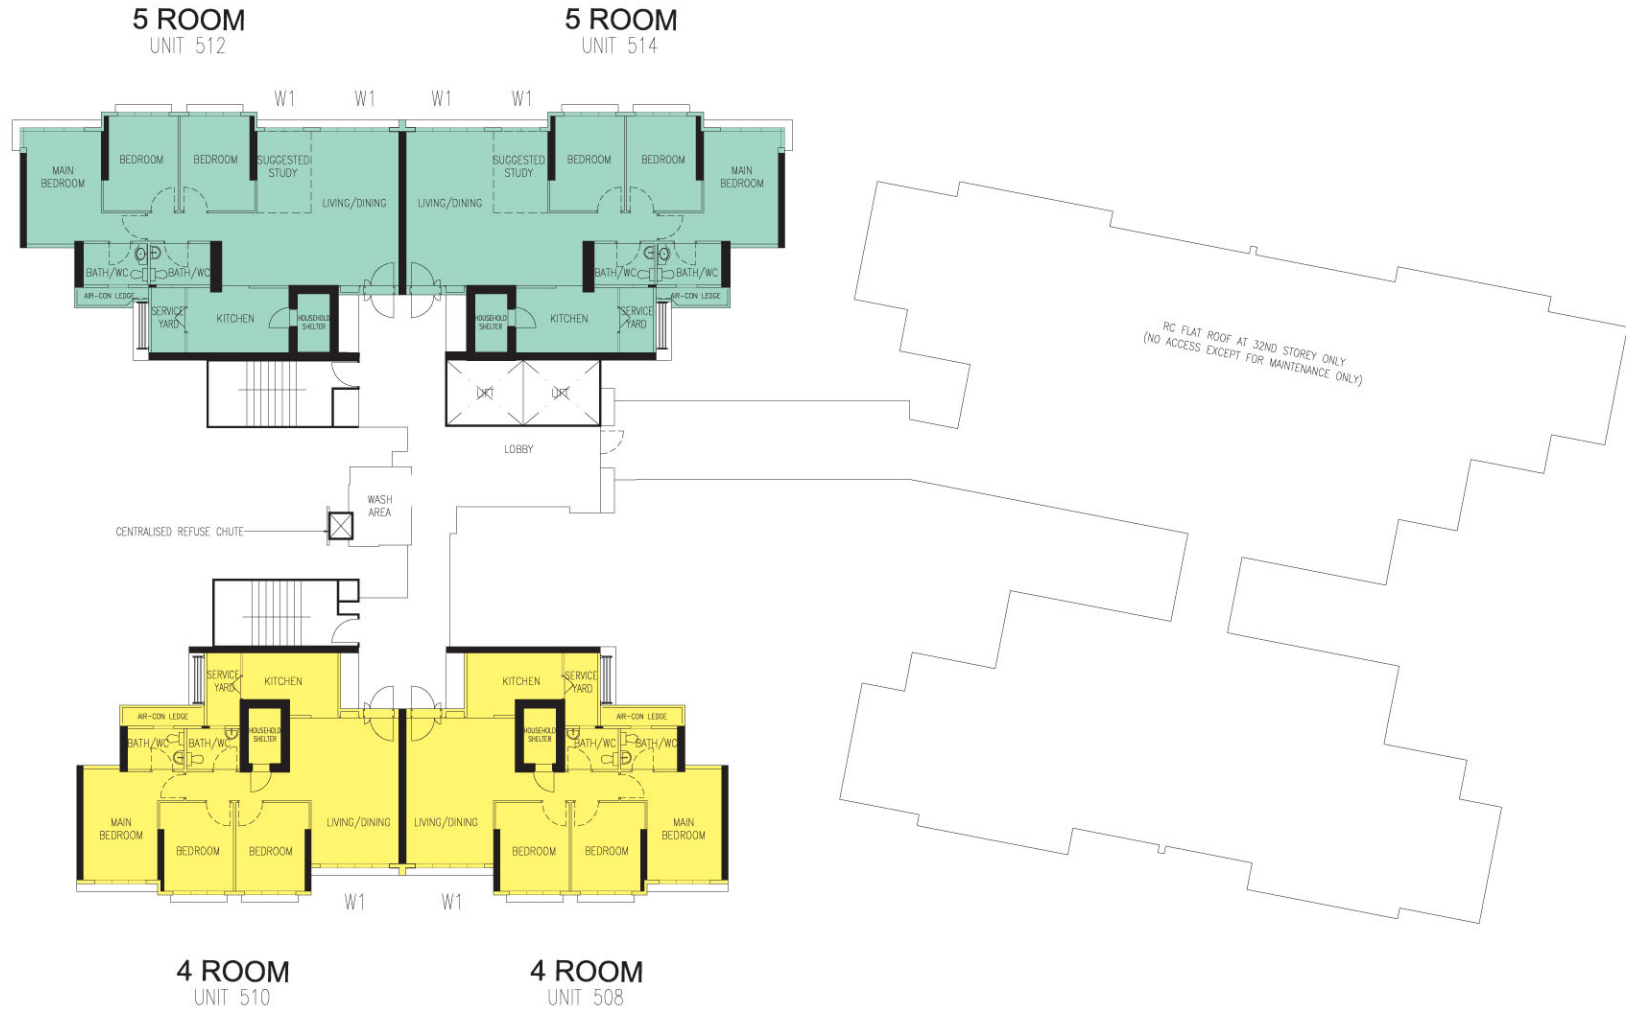 5 ROOM
UNIT 512
5 ROOM
UNIT 514
W1
W1
W1
W1
MAIN
BEDROOM
BEDROOM
BEDROOM
SUGGESTED
STUDY
LIVING/DINING
LIVING/DINING
SUGGESTED
STUDY
BEDROOM
BEDROOM
MAIN
BEDROOM
BATH/WC
BATH/WC
BATH/WC
BATH/WC
AIR-CON LEDGE
AIR-CON LEDGE
SERVICE
YARD
KITCHEN
HOUSEHOLD
SHELTER
HOUSEHOLD
SHELTER
KITCHEN
SERVICE
YARD
RC FLAT ROOF AT 32ND STOREY ONLY
(NO ACCESS EXCEPT FOR MAINTENANCE ONLY)
LIFT
LIFT
LOBBY
WASH
AREA
CENTRALISED REFUSE CHUTE
SERVICE
YARD
KITCHEN
KITCHEN
SERVICE
YARD
AIR-CON LEDGE
AIR-CON LEDGE
BATH/WC
BATH/WC
HOUSEHOLD
SHELTER
HOUSEHOLD
SHELTER
BATH/WC
BATH/WC
MAIN
BEDROOM
BEDROOM
BEDROOM
LIVING/DINING
LIVING/DINING
BEDROOM
BEDROOM
MAIN
BEDROOM
W1
W1
4 ROOM
UNIT 510
4 ROOM
UNIT 508